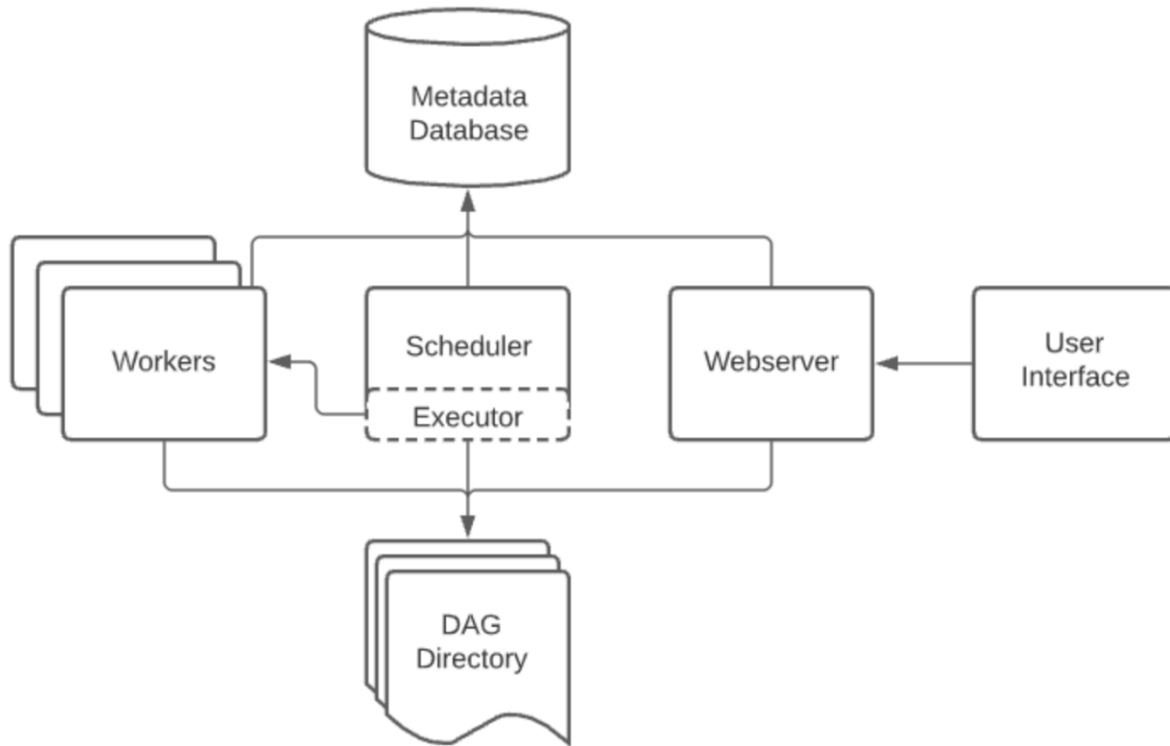 Metadata
Database
Workers
Scheduler
Executor
Webserver
User
Interface
DAG
Directory